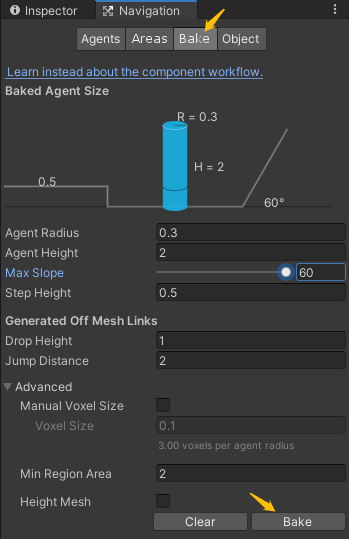 Inspector Navigation
Agents Areas Bake Object
Learn instead about the component workflow.
Baked Agent Size
R = 0.3
H = 2
0.5
60°
Agent Radius 0.3
Agent Height 2
Max Slope 60
Step Height 0.5
Generated Off Mesh Links
Drop Height 1
Jump Distance 2
Advanced
Manual Voxel Size
Voxel Size 0.1
3.00 voxels per agent radius
Min Region Area 2
Height Mesh
Clear Bake